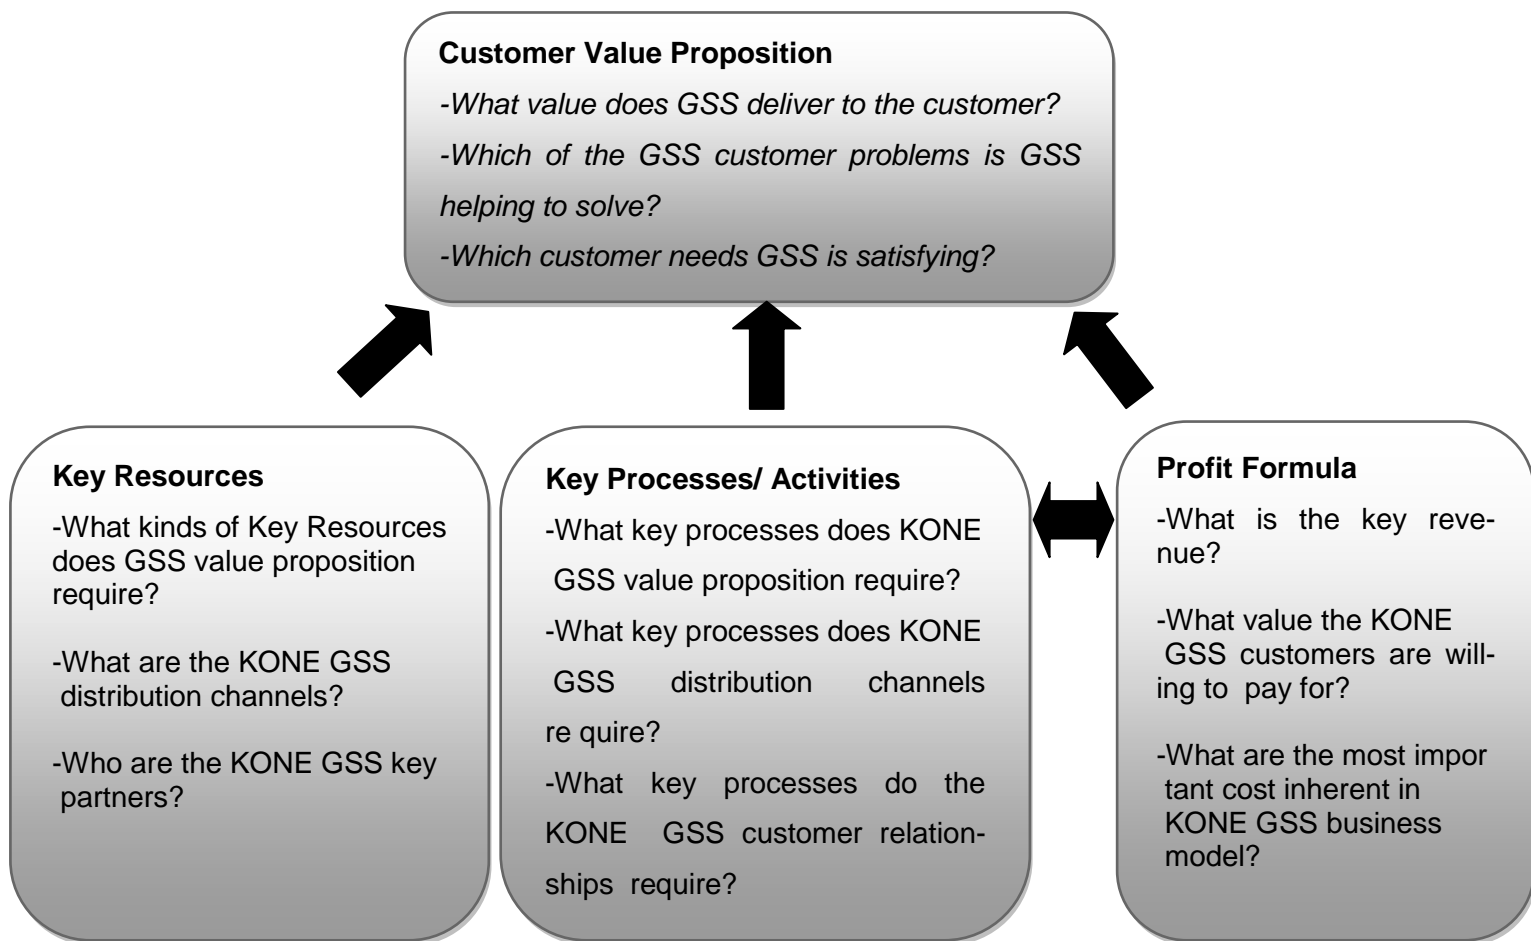 Customer Value Proposition
-What value does GSS deliver to the customer?
-Which of the GSS customer problems is GSS
helping to solve?
-Which customer needs GSS is satisfying?
Key Resources
-What kinds of Key Resources
does GSS value proposition
require?
-What are the KONE GSS
distribution channels?
-Who are the KONE GSS key
partners?
Key Processes/ Activities
-What key processes does KONE
GSS value proposition require?
-What key processes does KONE
GSS distribution channels
re quire?
-What key processes do the
KONE GSS customer relation-
ships require?
Profit Formula
-What is the key reve-
nue?
-What value the KONE
GSS customers are will-
ing to pay for?
-What are the most impor
tant cost inherent in
KONE GSS business
model?